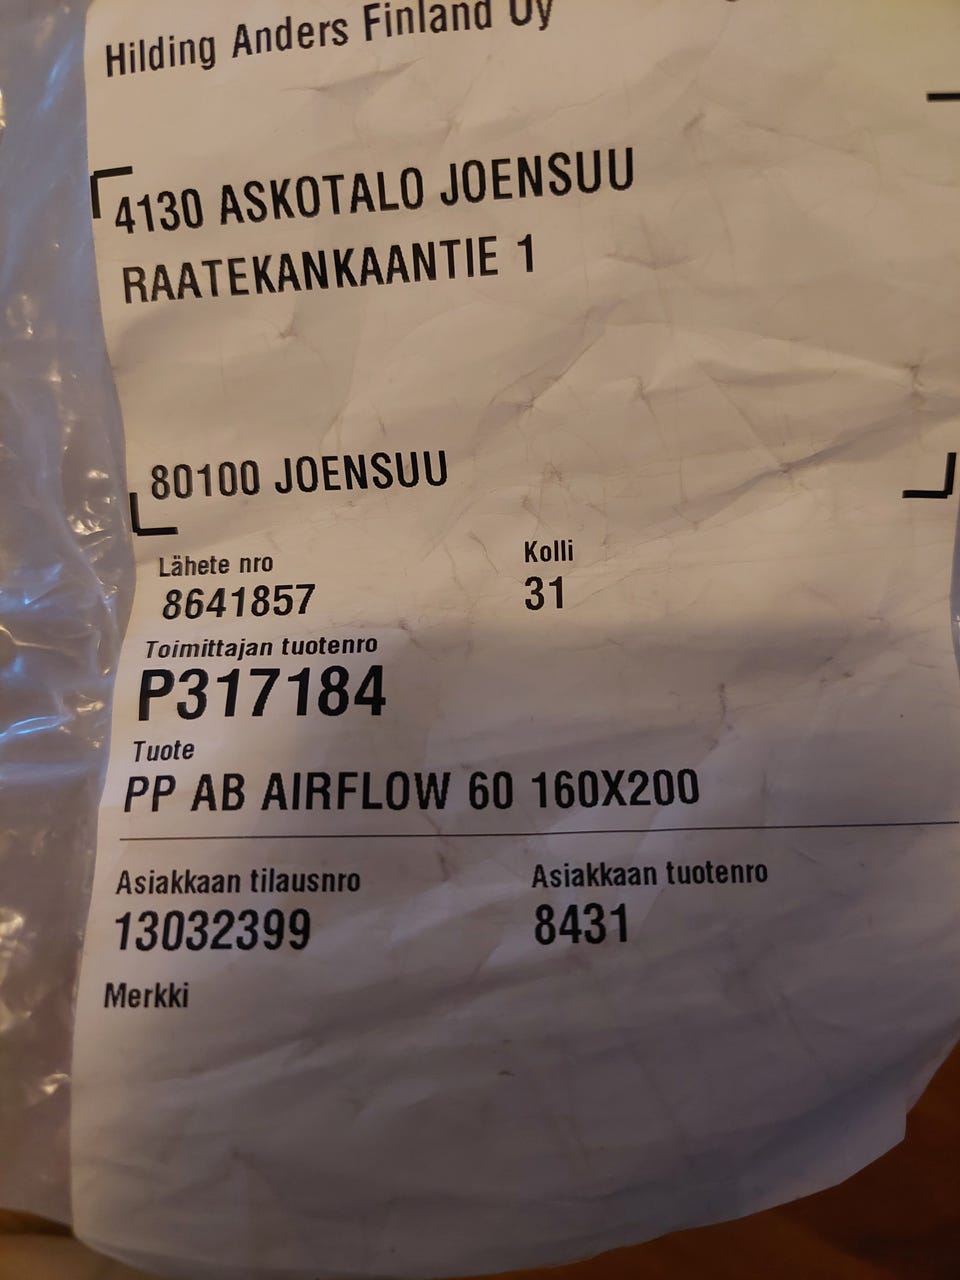 Hilding Anders Finland Oy
4130 ASKOTALO JOENSUU
RAATEKANKAANTIE 1
80100 JOENSUU
Lähete nro Kolli
8641857 31
Toimittajan tuotenro
P317184
Tuote
PP AB AIRFLOW 60 160X200
Asiakkaan tilausnro Asiakkaan tuotenro
13032399 8431
Merkki